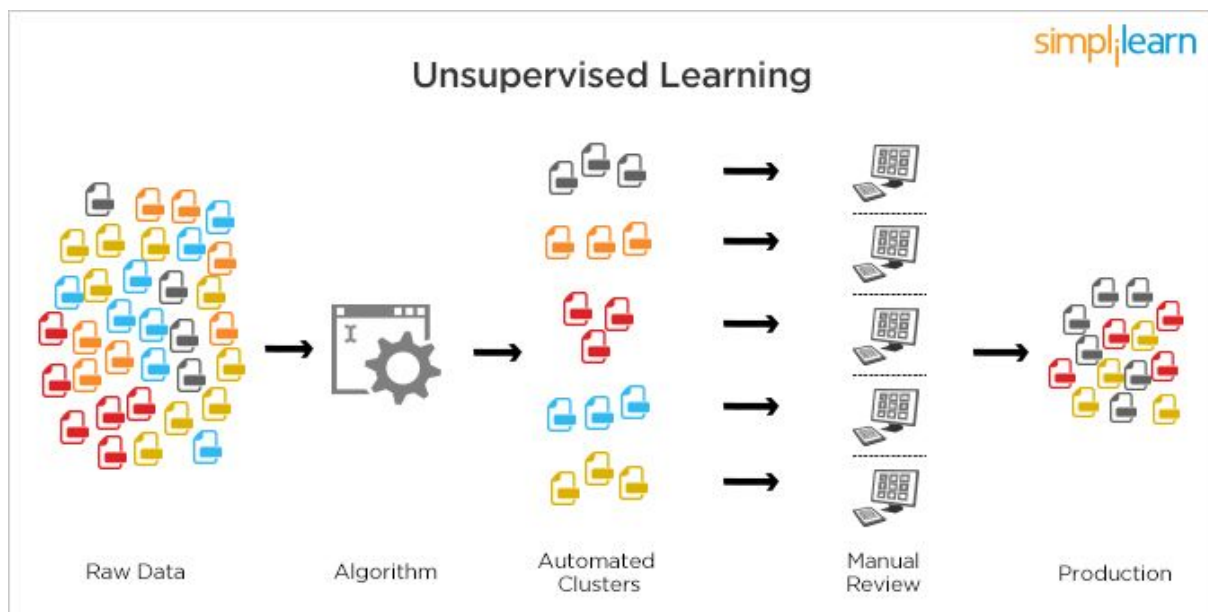 simplilearn
Unsupervised Learning
Raw Data
Algorithm
Automated
Clusters
Manual
Review
Production